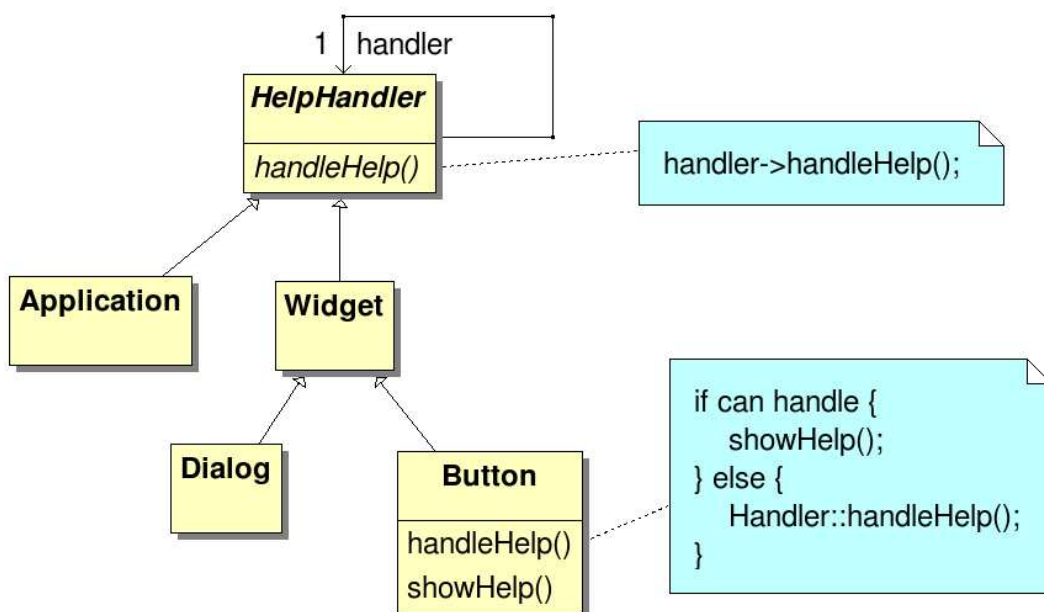 1 handler
HelpHandler
handleHelp()
handler->handleHelp();
Application
Widget
Dialog
Button
handleHelp()
showHelp()
if can handle {
showHelp();
} else {
Handler::handleHelp();
}